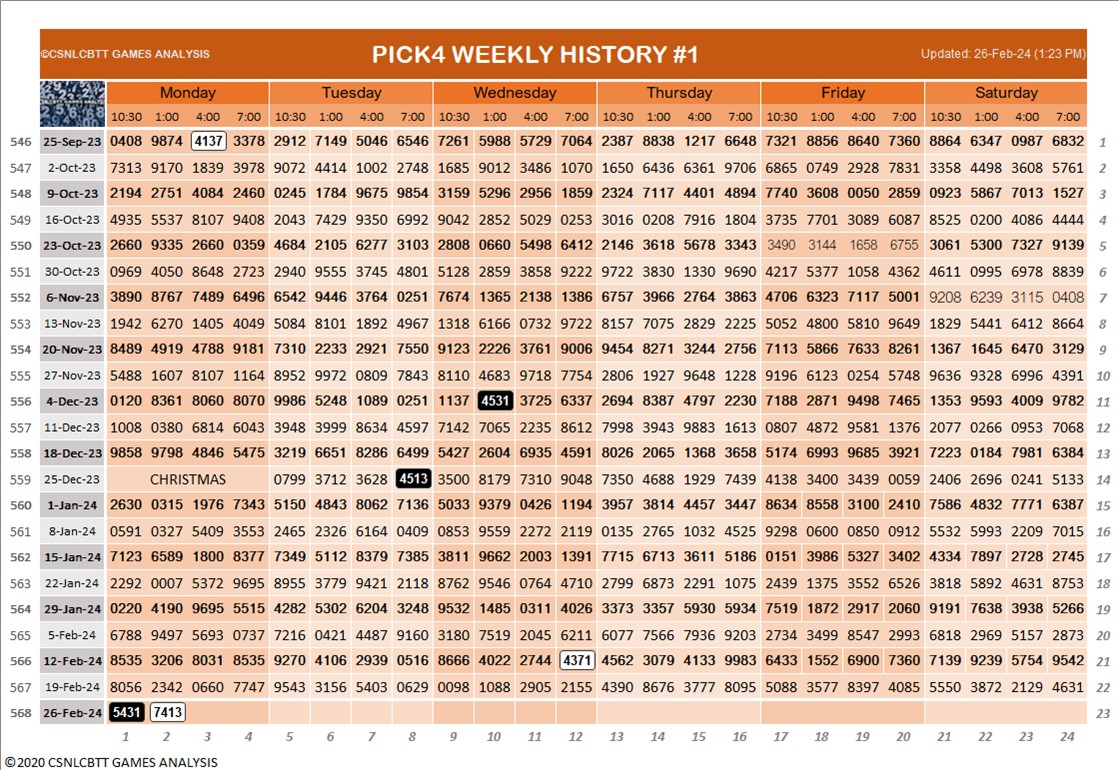 ©CSNLCBTT GAMES ANALYSIS PICK4 WEEKLY HISTORY #1 Updated: 26-Feb-24 (1:23 PM)
Monday Tuesday Wednesday Thursday Friday Saturday
10:30 1:00 4:00 7:00 10:30 1:00 4:00 7:00 10:30 1:00 4:00 7:00 10:30 1:00 4:00 7:00 10:30 1:00 4:00 7:00 10:30 1:00 4:00 7:00
546 25-Sep-23 0408 9874 4137 3378 2912 7149 5046 6546 7261 5988 5729 7064 2387 8838 1217 6648 7321 8856 8640 7360 8864 6347 0987 6832 1
547 2-Oct-23 7313 9170 1839 3978 9072 4414 1002 2748 1685 9012 3486 0170 1650 6436 6361 9706 6865 0749 2928 7831 3358 4498 3608 5761 2
548 9-Oct-23 2194 2751 4084 2460 0245 1784 9675 9854 3159 5296 2956 1859 2324 7117 4401 4894 7740 3608 0050 2859 0923 5867 7013 1527 3
549 16-Oct-23 4935 5537 8107 9408 2043 7429 9350 6992 9042 2852 5029 0253 3016 0208 7916 1804 3735 7701 3089 6087 8525 0200 4086 4444 4
550 23-Oct-23 2660 9335 2660 0359 4684 2105 6277 3103 2808 0660 5498 6412 2146 3618 5678 3343 3490 3144 1658 6755 3061 5300 7327 9139 5
551 30-Oct-23 0969 4050 8648 2723 2940 9555 3745 4801 5128 2859 3858 9222 9722 3830 1330 9690 4217 5377 1058 4362 4611 0995 6978 8839 6
552 6-Nov-23 3890 8767 7489 6496 6542 9446 3764 0251 7674 1365 2138 1386 6757 3966 2764 3863 4706 6323 7117 5001 9208 6239 3115 0408 7
553 13-Nov-23 1942 6270 1405 4049 5084 8101 1892 4967 1318 6166 0732 9722 8157 7075 2829 2225 5052 4800 5810 9649 1829 5441 6412 8664 8
554 20-Nov-23 8489 4919 4788 9181 7310 2233 2921 7550 9123 2226 3761 9006 9454 8271 3244 2756 7113 5866 7633 8261 1367 1645 6470 3129 9
555 27-Nov-23 5488 1607 8107 1164 8952 9972 0809 7843 8110 4683 9718 7754 2806 1927 9648 1228 9196 6123 0254 5748 9636 9328 6996 4391 10
556 4-Dec-23 0120 8361 8060 8070 9986 5248 1089 0251 1137 4531 3725 6337 2694 8387 4797 2230 7188 2871 9498 7465 1353 9593 4009 9782 11
557 11-Dec-23 1008 0380 6814 6043 3948 3999 8634 4597 7142 7065 2235 8612 7998 3943 9883 1613 0807 4872 9581 1376 2077 0266 0953 7068 12
558 18-Dec-23 9858 9798 4846 5475 3219 6651 8286 6499 5427 2604 6935 4591 8026 2065 1368 3658 5174 6993 9685 3921 7223 0184 7981 6384 13
559 25-Dec-23 CHRISTMAS 0799 3712 3628 4513 3500 8179 7310 9048 7350 4688 1929 7439 4138 3400 3439 0059 2406 2696 0241 5133 14
560 1-Jan-24 2630 0315 1976 7343 5150 4843 8062 7136 5033 9379 0426 1194 3957 3814 4457 3447 8634 8558 3100 2410 7586 4832 7771 6387 15
561 8-Jan-24 0591 0327 5409 3553 2465 2326 6164 0409 0853 9559 2272 2119 0135 2765 1032 4525 9298 0600 0850 0912 5532 5993 2209 7015 16
562 15-Jan-24 7123 6589 1800 8377 7349 5112 8379 7385 3811 9662 2003 1391 7715 6713 3611 5186 0151 3986 5327 3402 4334 7897 2728 2745 17
563 22-Jan-24 2292 0007 5372 9695 8955 3779 9421 2118 8762 9546 0764 4710 2799 6873 2291 1075 2439 1375 3552 6526 3818 5892 4631 8753 18
564 29-Jan-24 0220 4190 9695 5515 4282 5302 6204 3248 9532 1485 0311 4026 3373 3357 5930 5934 7519 1872 2917 2060 9191 7638 3938 5266 19
565 5-Feb-24 6788 9497 5693 0737 7216 0421 4487 9160 3180 7519 2045 6211 6077 7566 7936 9203 2734 3499 8547 2993 6818 2969 5157 2873 20
566 12-Feb-24 8535 3206 8031 8535 9270 4106 2939 0516 8666 4022 2744 4371 4562 3079 4133 9983 6433 1552 6900 7360 7139 9239 5754 9542 21
567 19-Feb-24 8056 2342 0660 7747 9543 3156 5403 0629 0098 1088 2905 2155 4390 8676 3777 8095 5088 3577 8397 4085 5550 3872 2129 4631 22
568 26-Feb-24 5431 7413 23
1 2 3 4 5 6 7 8 9 10 11 12 13 14 15 16 17 18 19 20 21 22 23 24
©2020 CSNLCBTT GAMES ANALYSIS